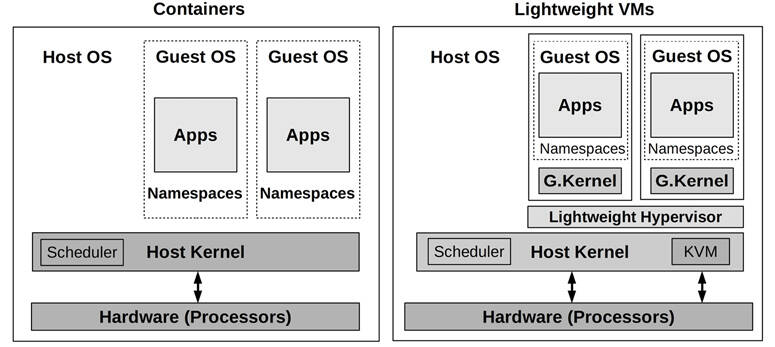 Containers
Host OS
Guest OS
Guest OS
Apps
Apps
Namespaces
Namespaces
Scheduler
Host Kernel
Hardware (Processors)
Lightweight VMs
Host OS
Guest OS
Guest OS
Apps
Apps
Namespaces
Namespaces
G.Kernel
G.Kernel
Lightweight Hypervisor
Scheduler
Host Kernel
KVM
Hardware (Processors)